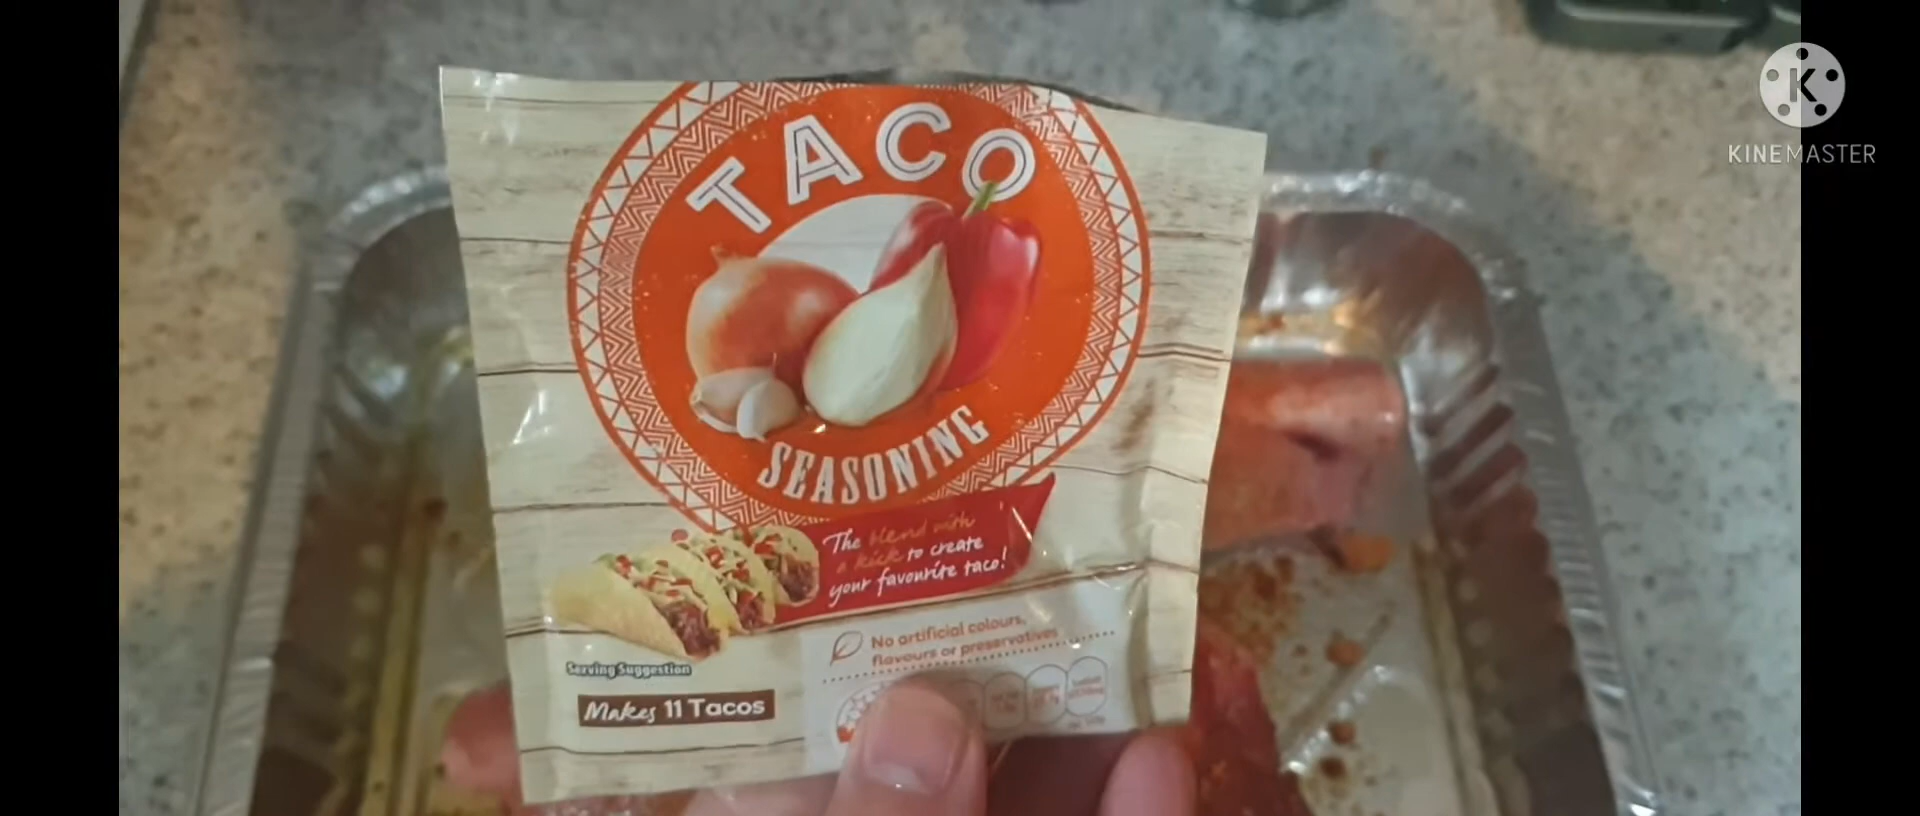 TACO
SEASONING
The blend with
a kick to create
your favourite taco!
No artificial colours,
flavours or preservatives
Serving Suggestion
Makes 11 Tacos
K
KINEMASTER